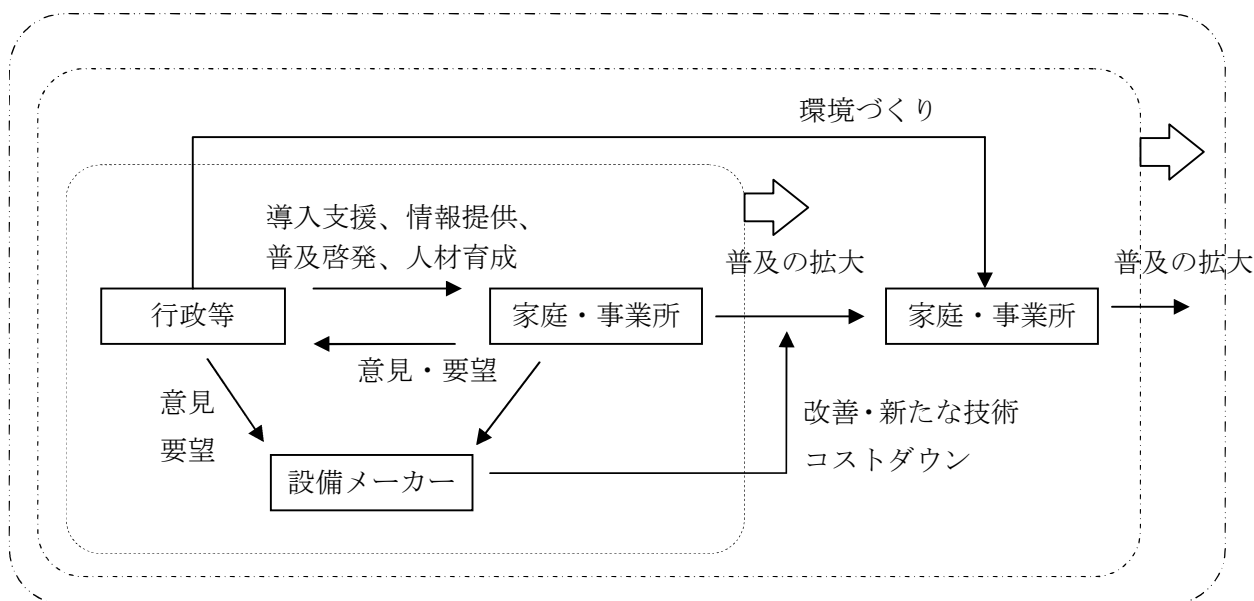 環境づくり
導入支援、情報提供、
普及啓発、人材育成
普及の拡大
普及の拡大
行政等
家庭・事業所
家庭・事業所
意見・要望
意見
要望
改善・新たな技術
コストダウン
設備メーカー